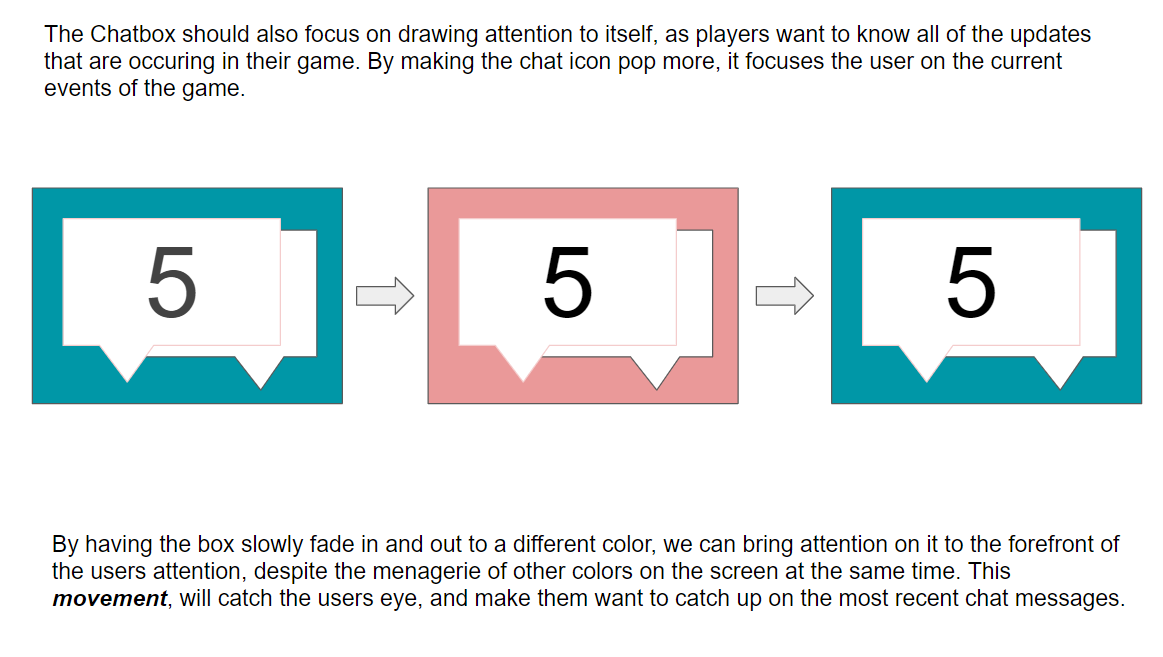 The Chatbox should also focus on drawing attention to itself, as players want to know all of the updates
that are occuring in their game. By making the chat icon pop more, it focuses the user on the current
events of the game.
5
5
5
By having the box slowly fade in and out to a different color, we can bring attention on it to the forefront of
the users attention, despite the menagerie of other colors on the screen at the same time. This
movement, will catch the users eye, and make them want to catch up on the most recent chat messages.